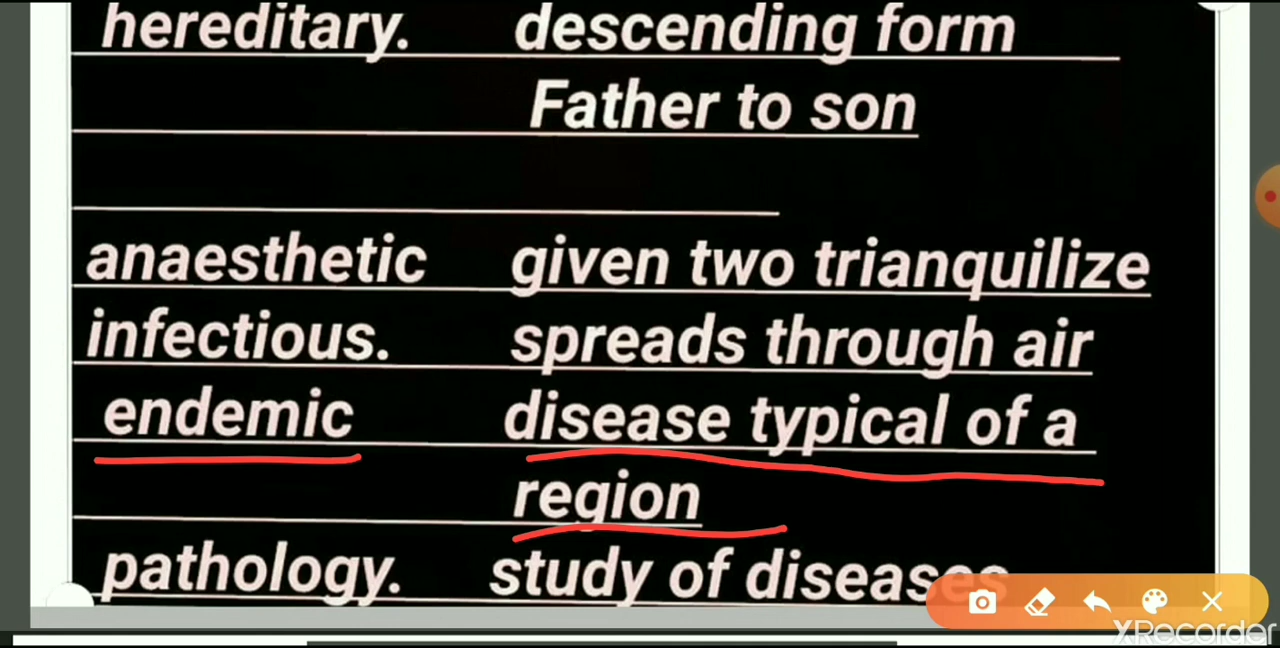 hereditary. descending form
Father to son
anaesthetic given two trianquilize
infectious. spreads through air
endemic disease typical of a
region
pathology. study of diseases
XRecorder